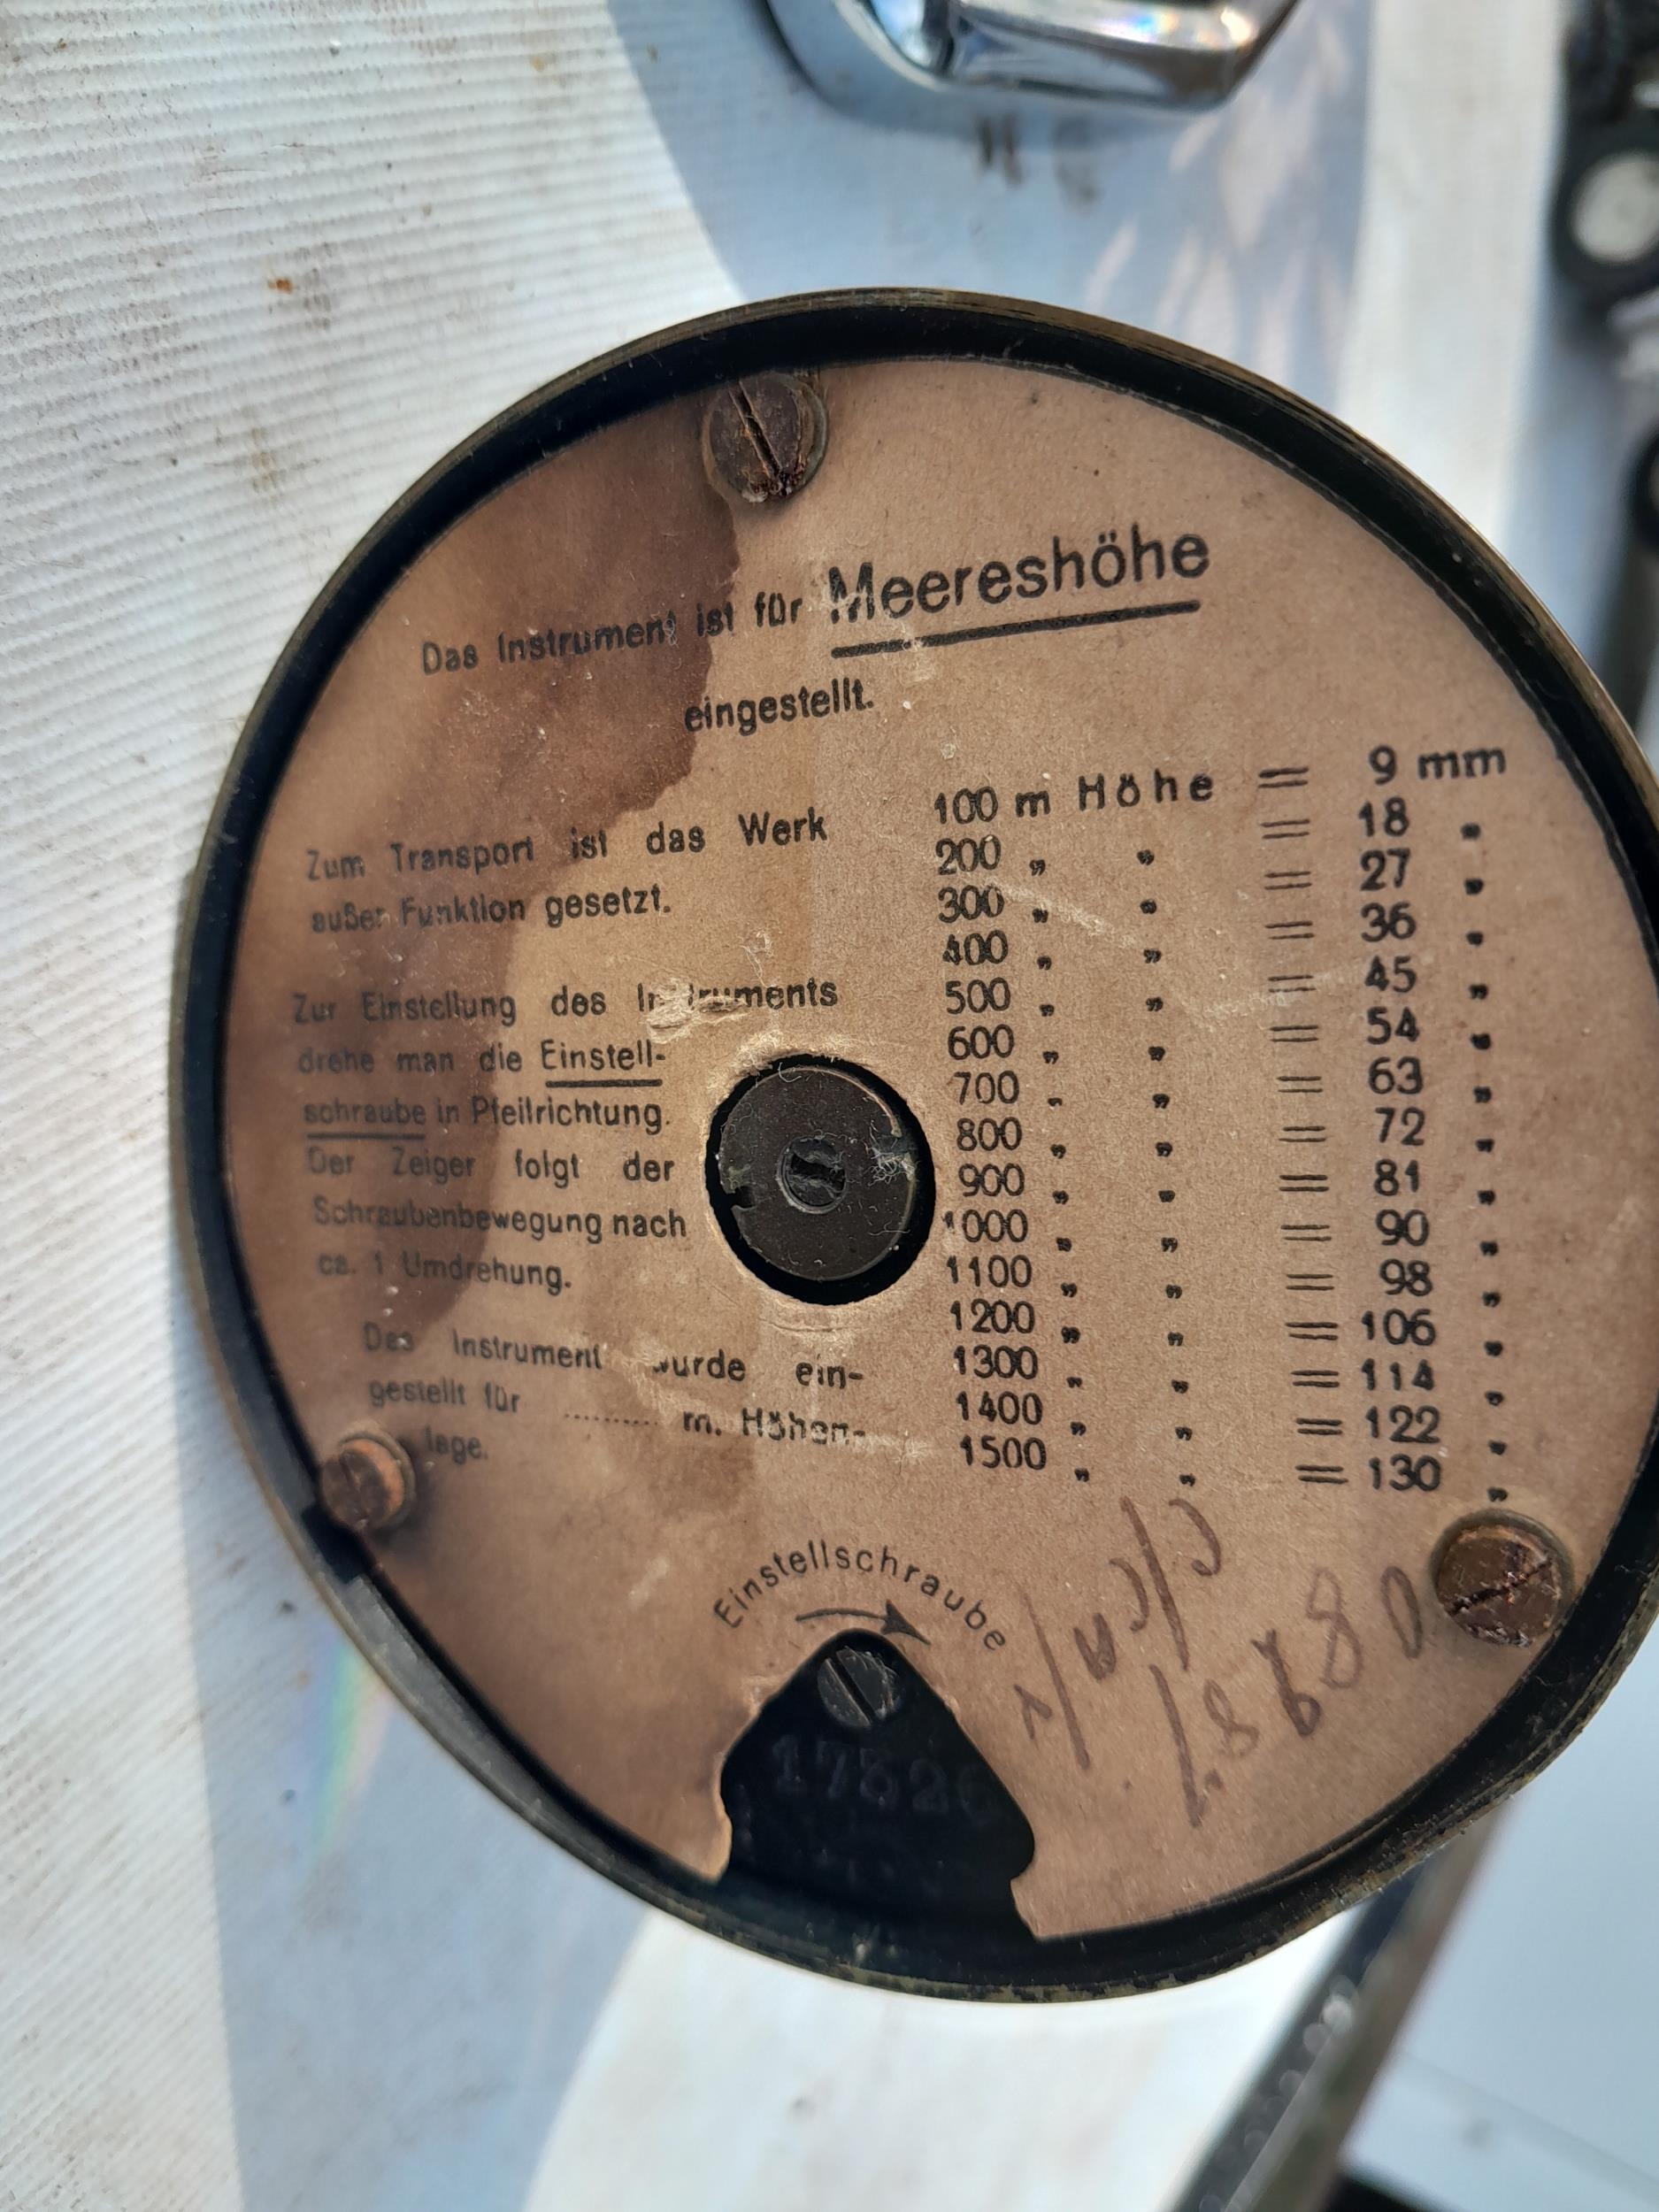 Das Instrument ist für Meereshöhe
eingestellt.
Zum Transport ist das Werk
außer Funktion gesetzt.
Zur Einstellung des Instruments
drehe man die Einstell-
schraube in Pfeilrichtung.
Der Zeiger folgt der
Schraubenbewegung nach
ca. 1 Umdrehung.
Das Instrument wurde ein-
gestellt für .......... m. Höhen-
lage.
100 m Höhe = 9 mm
200 „ „ = 18 „
300 „ „ = 27 „
400 „ „ = 36 „
500 „ „ = 45 „
600 „ „ = 54 „
700 „ „ = 63 „
800 „ „ = 72 „
900 „ „ = 81 „
1000 „ „ = 90 „
1100 „ „ = 98 „
1200 „ „ = 106 „
1300 „ „ = 114 „
1400 „ „ = 122 „
1500 „ „ = 130 „
Einstellschraube